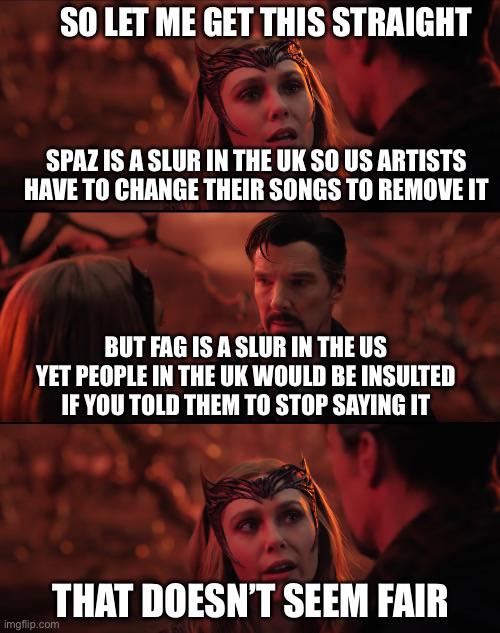 SO LET ME GET THIS STRAIGHT
SPAZ IS A SLUR IN THE UK SO US ARTISTS
HAVE TO CHANGE THEIR SONGS TO REMOVE IT
BUT FAG IS A SLUR IN THE US
YET PEOPLE IN THE UK WOULD BE INSULTED
IF YOU TOLD THEM TO STOP SAYING IT
THAT DOESN'T SEEM FAIR
imgflip.com